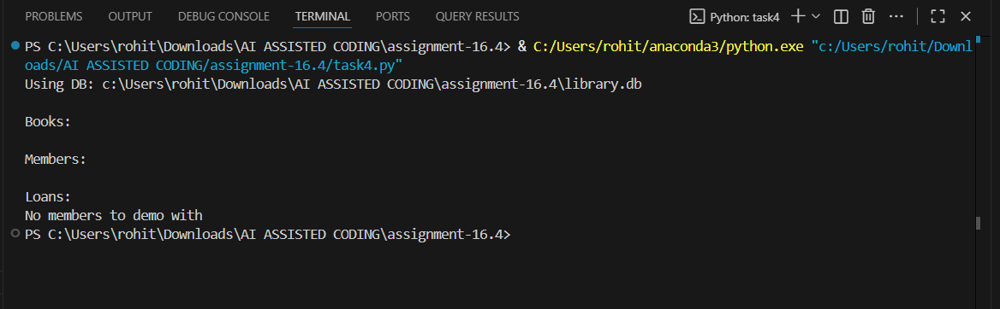 PROBLEMS OUTPUT DEBUG CONSOLE TERMINAL PORTS QUERY RESULTS Python: task4
PS C:\Users\rohit\Downloads\AI ASSISTED CODING\assignment-16.4> & C:/Users/rohit/anaconda3/python.exe "c:/Users/rohit/Downl
oads/AI ASSISTED CODING/assignment-16.4/task4.py"
Using DB: c:\Users\rohit\Downloads\AI ASSISTED CODING\assignment-16.4\library.db
Books:
Members:
Loans:
No members to demo with
PS C:\Users\rohit\Downloads\AI ASSISTED CODING\assignment-16.4>